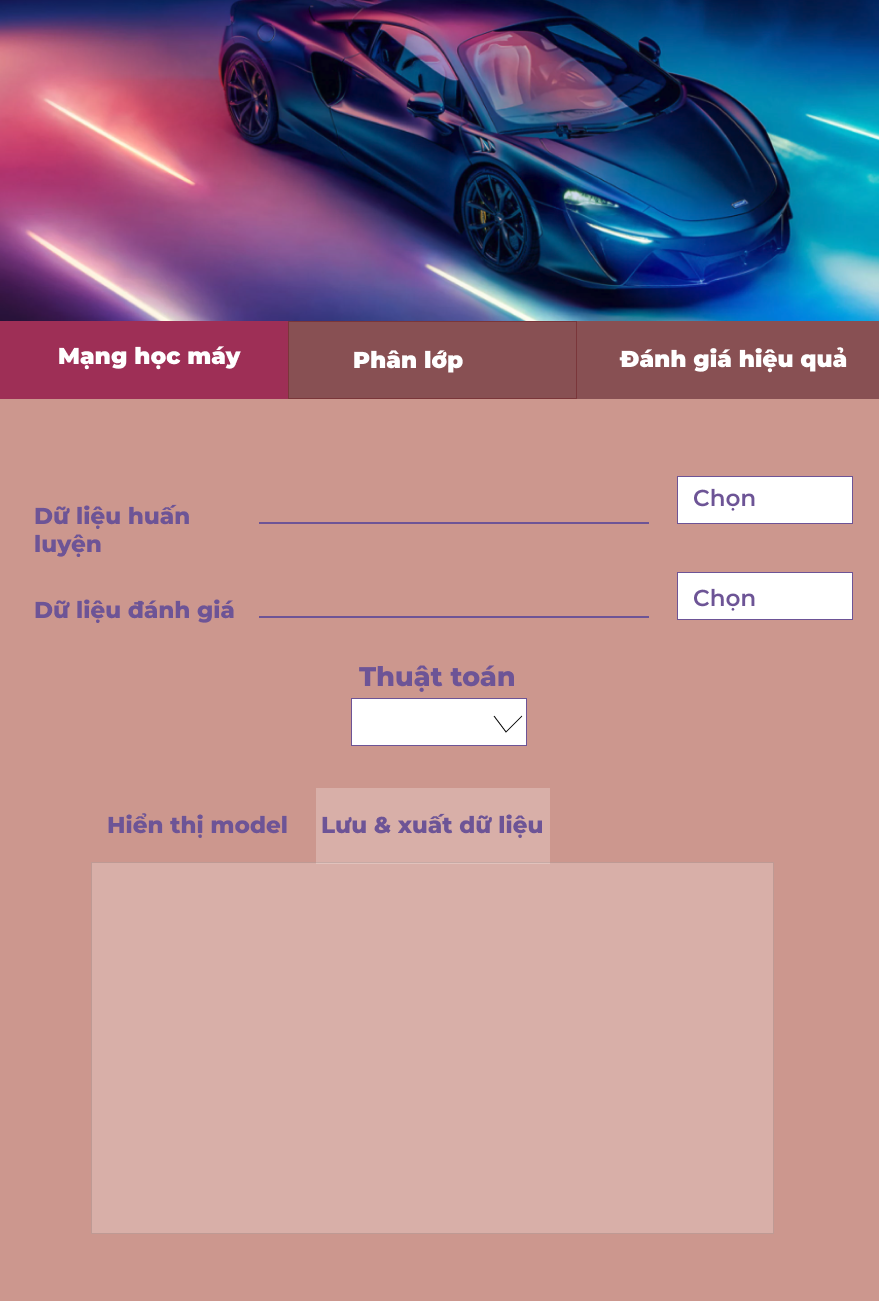 Mạng học máy
Phân lớp
Đánh giá hiệu quả
Chọn
Dữ liệu huấn
luyện
Chọn
Dữ liệu đánh giá
Thuật toán
Hiển thị model
Lưu & xuất dữ liệu